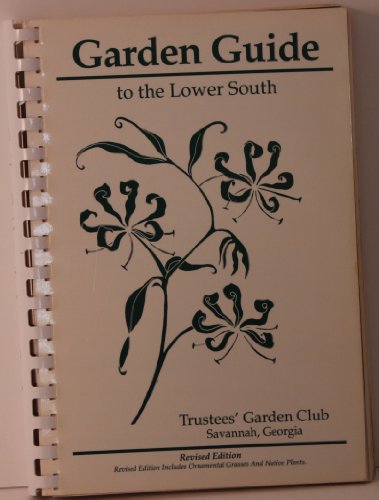 Garden Guide
to the Lower South
Trustees' Garden Club
Savannah, Georgia
Revised Edition
Revised Edition Includes Ornamental Grasses And Native Plants.